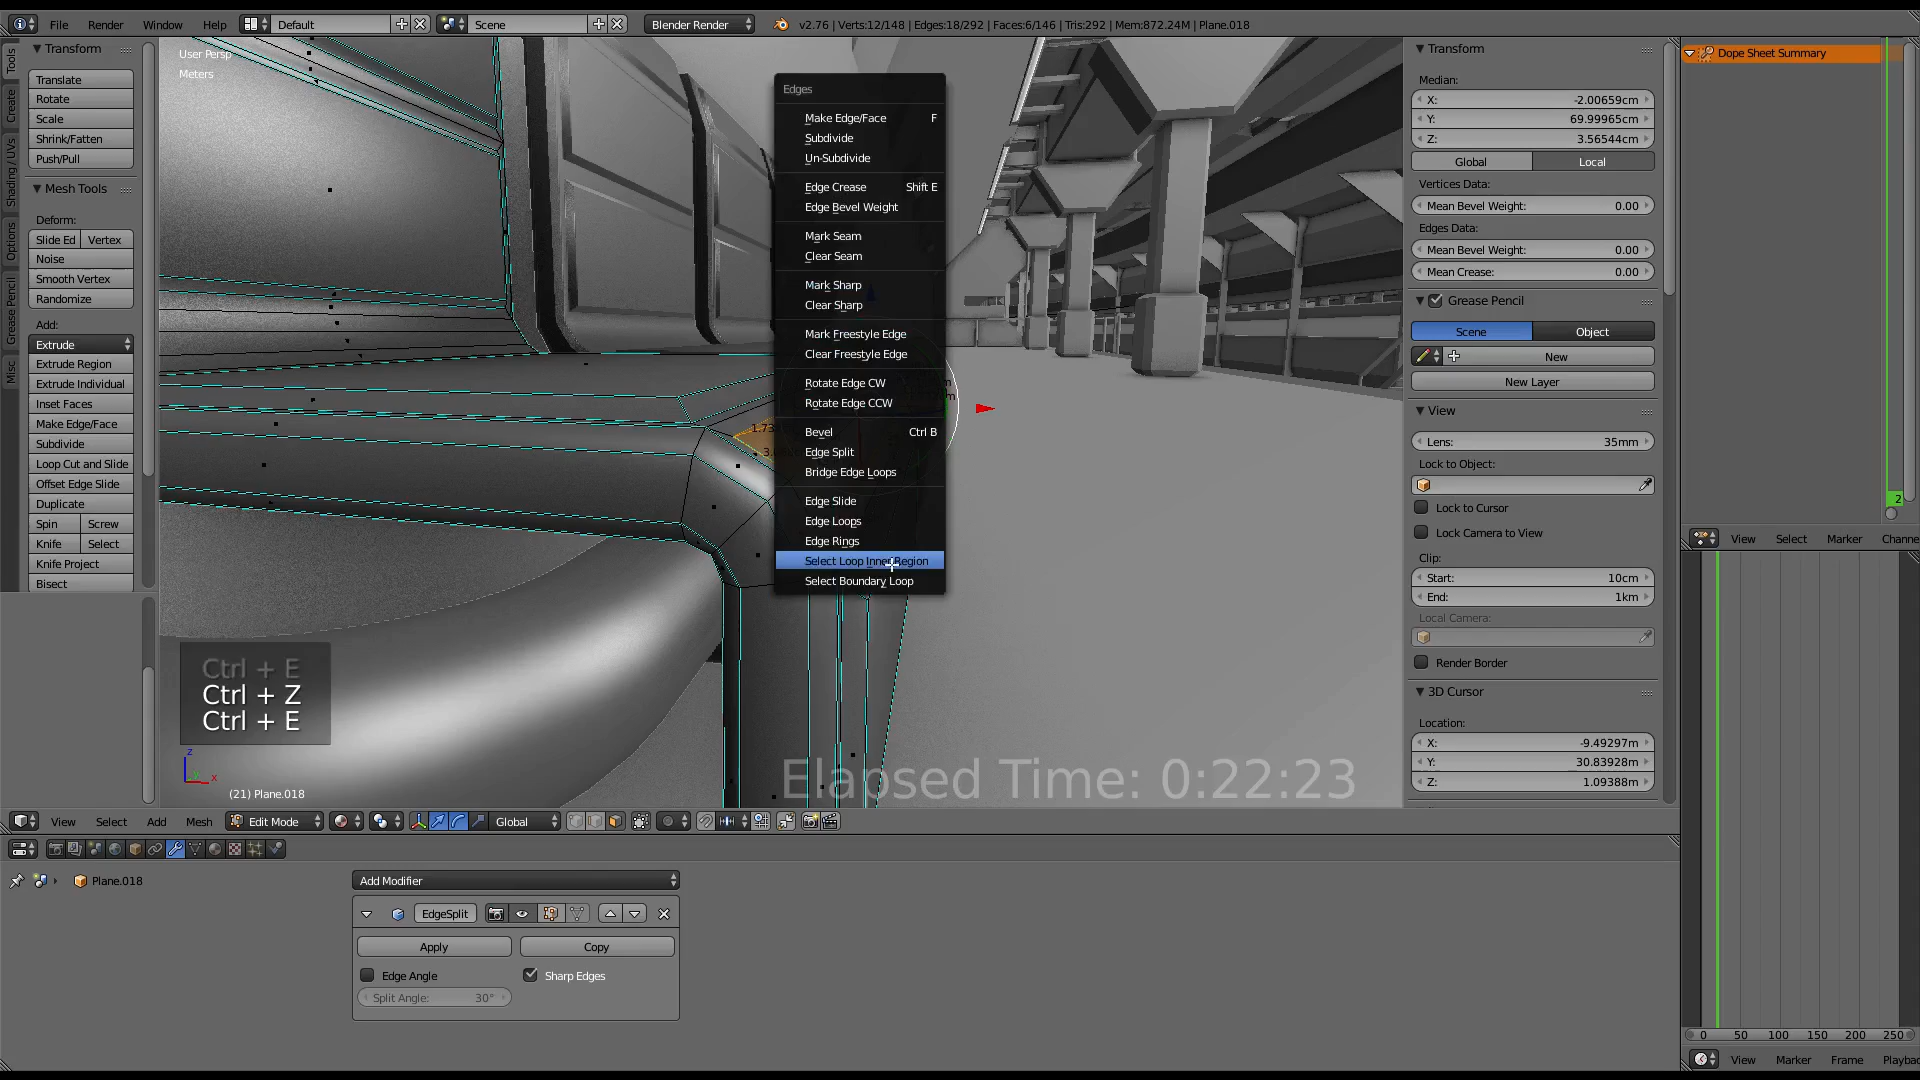 File
Render
Window
Help
Default
Scene
Blender Render
v2.76 | Verts:12/148 | Edges:18/292 | Faces:6/146 | Tris:292 | Mem:872.24M | Plane.018
Tools
Create
Shading / UVs
Options
Grease Pencil
Misc
Transform
Translate
Rotate
Scale
Shrink/Fatten
Push/Pull
Mesh Tools
Deform:
Slide Ed
Vertex
Noise
Smooth Vertex
Randomize
Add:
Extrude
Extrude Region
Extrude Individual
Inset Faces
Make Edge/Face
Subdivide
Loop Cut and Slide
Offset Edge Slide
Duplicate
Spin
Screw
Knife
Select
Knife Project
Bisect
User Persp
Meters
Edges
Make Edge/Face F
Subdivide
Un-Subdivide
Edge Crease Shift E
Edge Bevel Weight
Mark Seam
Clear Seam
Mark Sharp
Clear Sharp
Mark Freestyle Edge
Clear Freestyle Edge
Rotate Edge CW
Rotate Edge CCW
Bevel Ctrl B
Edge Split
Bridge Edge Loops
Edge Slide
Edge Loops
Edge Rings
Select Loop Inner Region
Select Boundary Loop
Ctrl + E
Ctrl + Z
Ctrl + E
z
x
(21) Plane.018
Elapsed Time: 0:22:23
Transform
Median:
X: -2.00659cm
Y: 69.99965cm
Z: 3.56544cm
Global
Local
Vertices Data:
Mean Bevel Weight: 0.00
Edges Data:
Mean Bevel Weight: 0.00
Mean Crease: 0.00
Grease Pencil
Scene
Object
New
New Layer
View
Lens: 35mm
Lock to Object:
Lock to Cursor
Lock Camera to View
Clip:
Start: 10cm
End: 1km
Local Camera:
Render Border
3D Cursor
Location:
X: -9.49297m
Y: 30.83928m
Z: 1.09388m
Dope Sheet Summary
2
View
Select
Marker
Channe
View
Select
Add
Mesh
Edit Mode
Global
Plane.018
Add Modifier
EdgeSplit
Apply
Copy
Edge Angle
Sharp Edges
Split Angle: 30°
0 50 100 150 200 250
View
Marker
Frame
Playbac